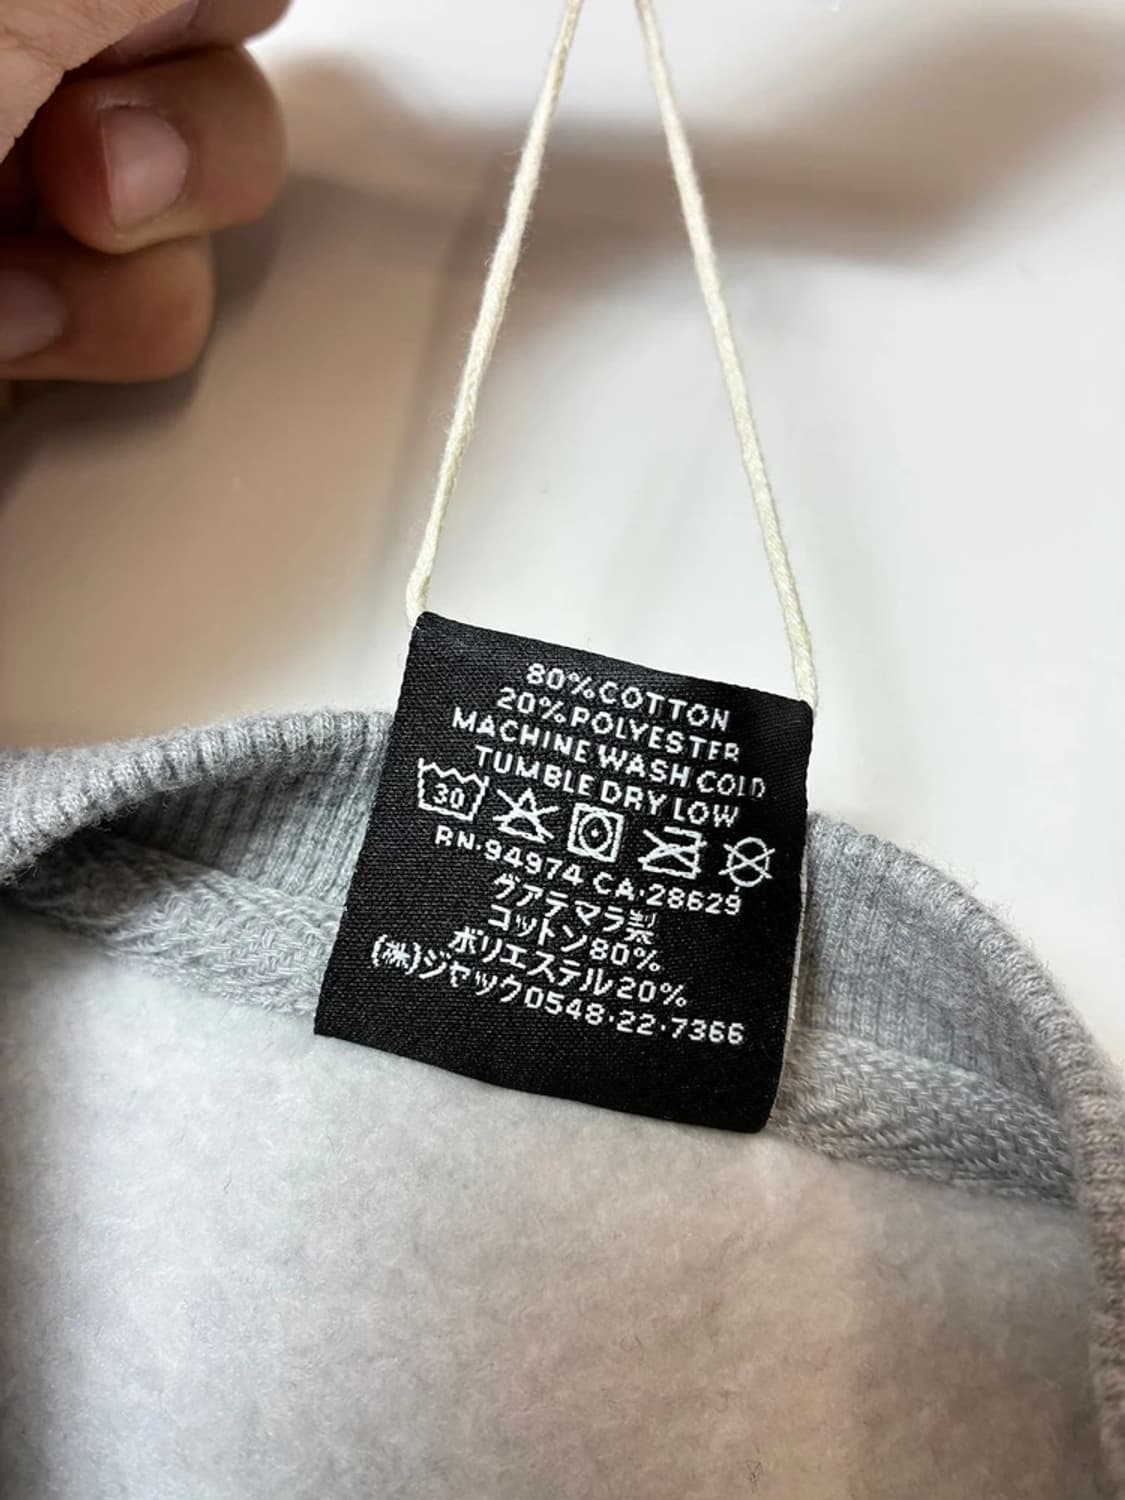 80% COTTON
20% POLYESTER
MACHINE WASH COLD
TUMBLE DRY LOW
30
RN·94974 CA·28629
グアテマラ製
コットン80%
ポリエステル20%
(株)ジャック0548·22·7366